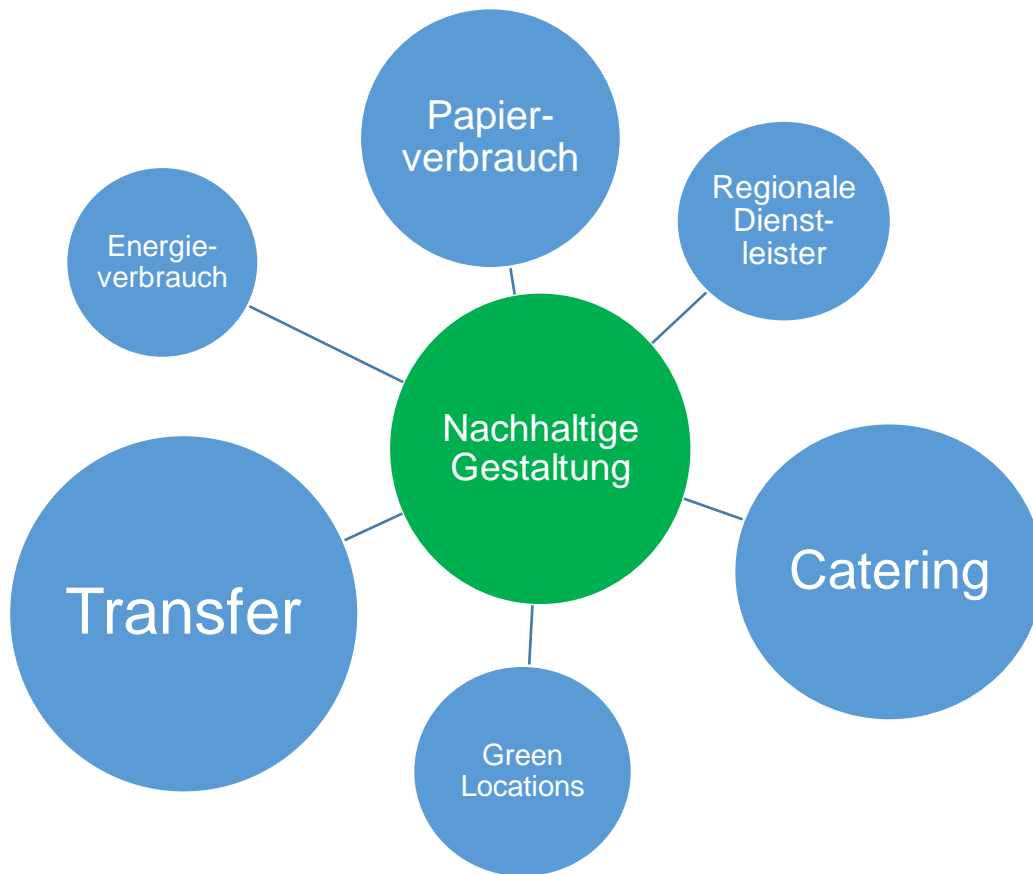 Papier-
verbrauch
Regionale
Dienst-
leister
Energie-
verbrauch
Nachhaltige
Gestaltung
Catering
Transfer
Green
Locations